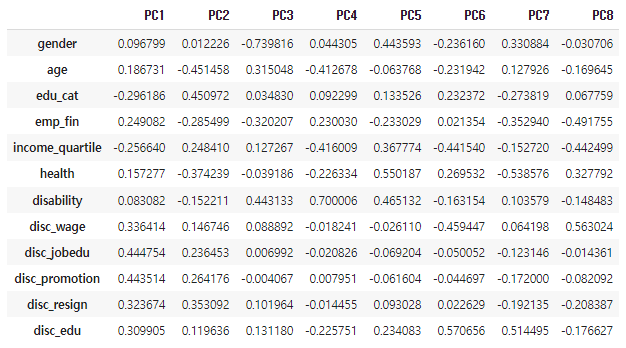 PC1 PC2 PC3 PC4 PC5 PC6 PC7 PC8
gender 0.096799 0.012226 -0.739816 0.044305 0.443593 -0.236160 0.330884 -0.030706
age 0.186731 -0.451458 0.315048 -0.412678 -0.063768 -0.231942 0.127926 -0.169645
edu_cat -0.296186 0.450972 0.034830 0.092299 0.133526 0.232372 -0.273819 0.067759
emp_fin 0.249082 -0.285499 -0.320207 0.230030 -0.233029 0.021354 -0.352940 -0.491755
income_quartile -0.256640 0.248410 0.127267 -0.416009 0.367774 -0.441540 -0.152720 -0.442499
health 0.157277 -0.374239 -0.039186 -0.226334 0.550187 0.269532 -0.538576 0.327792
disability 0.083082 -0.152211 0.443133 0.700006 0.465132 -0.163154 0.103579 -0.148483
disc_wage 0.336414 0.146746 0.088892 -0.018241 -0.026110 -0.459447 0.064198 0.563024
disc_jobedu 0.444754 0.236453 0.006992 -0.020826 -0.069204 -0.050052 -0.123146 -0.014361
disc_promotion 0.443514 0.264176 -0.004067 0.007951 -0.061604 -0.044697 -0.172000 -0.082092
disc_resign 0.323674 0.353092 0.101964 -0.014455 0.093028 0.022629 -0.192135 -0.208387
disc_edu 0.309905 0.119636 0.131180 -0.225751 0.234083 0.570656 0.514495 -0.176627